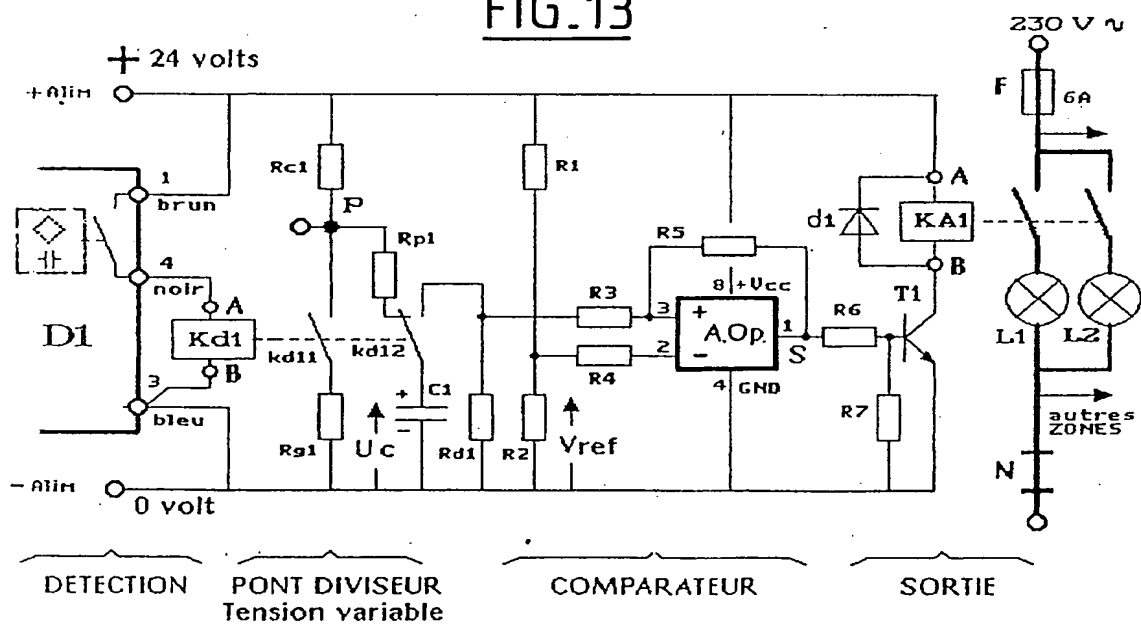 FIG_13
230 V ~
+ 24 volts
+Alim
F
6A
Rc1
R1
1
brun
P
A
d1
KA1
Rp1
R5
8
+Vcc
B
4
noir
A
R3
3
+
T1
D1
Kd1
kd11
kd12
A.Op.
1
R6
L1
L2
2
-
S
R4
B
3
+
C1
4
GND
bleu
-
R7
autres
ZONES
Rg1
Uc
Rd1
R2
Vref
N
- Alim
0 volt
DETECTION
PONT DIVISEUR
Tension variable
COMPARATEUR
SORTIE